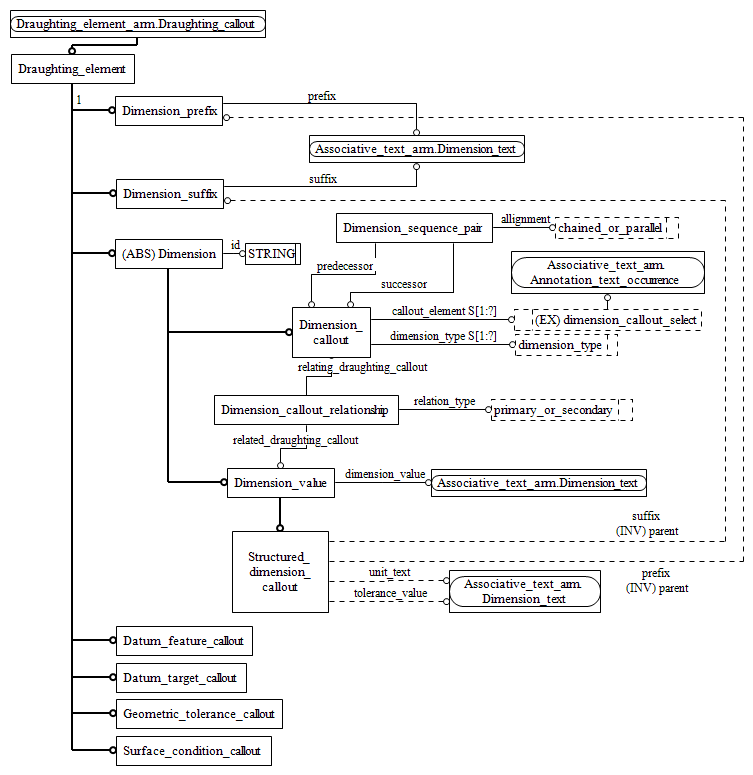 Draughting_element_arm.Draughting_callout
Draughting_element
1
prefix
Dimension_prefix
Associative_text_arm.Dimension_text
suffix
Dimension_suffix
allignment
Dimension_sequence_pair
chained_or_parallel
id
(ABS) Dimension
STRING
predecessor
Associative_text_arm.
Annotation_text_occurrence
successor
callout_element S[1:?]
(EX) dimension_callout_select
Dimension_
callout
dimension_type S[1:?]
dimension_type
relating_draughting_callout
relation_type
Dimension_callout_relationship
primary_or_secondary
related_draughting_callout
dimension_value
Dimension_value
Associative_text_arm.Dimension_text
suffix
(INV) parent
Structured_
dimension_
callout
unit_text
prefix
(INV) parent
tolerance_value
Associative_text_arm.
Dimension_text
Datum_feature_callout
Datum_target_callout
Geometric_tolerance_callout
Surface_condition_callout